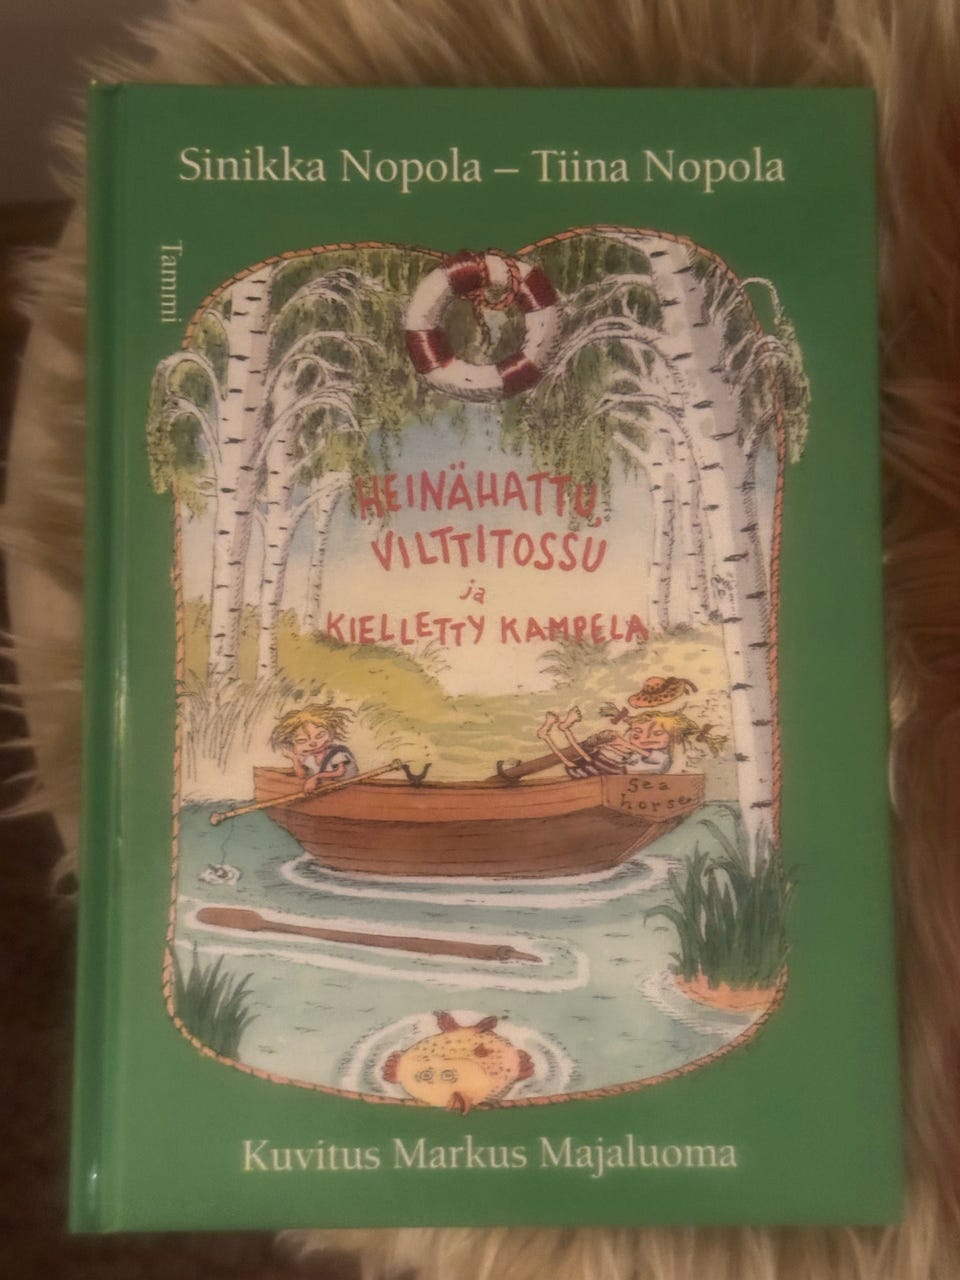 Sinikka Nopola – Tiina Nopola
Tammi
HEINÄHATTU,
VILTTITOSSU
ja
KIELLETTY KAMPELA
Sea
horse
Kuvitus Markus Majaluoma